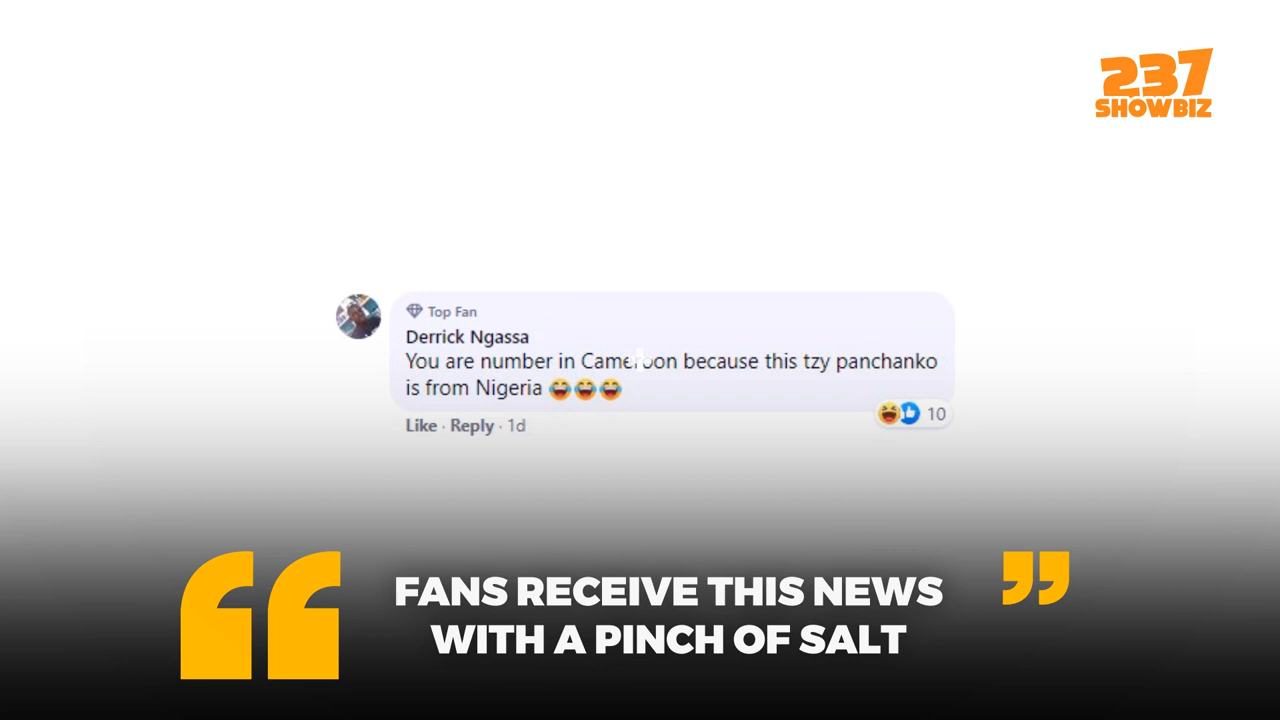 237
SHOWBIZ
Top Fan
Derrick Ngassa
You are number in Cameroon because this tzy panchanko
is from Nigeria 😂😂😂
Like · Reply · 1d
10
“ FANS RECEIVE THIS NEWS ”
WITH A PINCH OF SALT